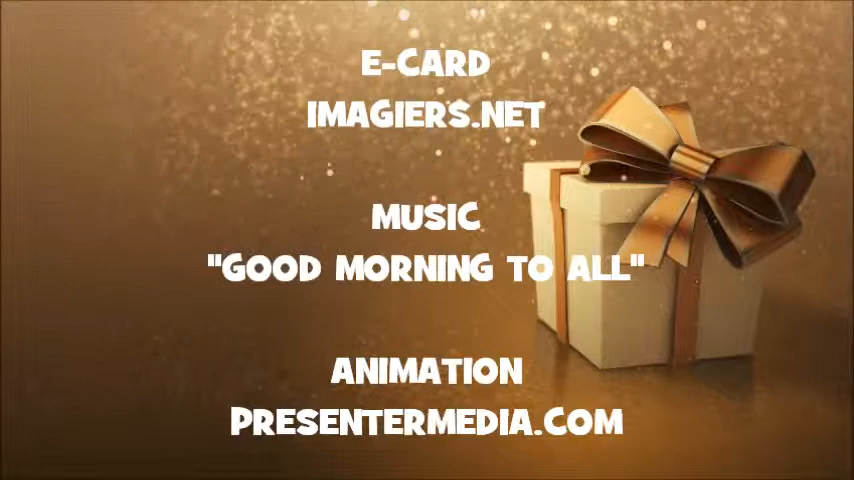 E-CARD
IMAGIERS.NET
MUSIC
"GOOD MORNING TO ALL"
ANIMATION
PRESENTERMEDIA.COM